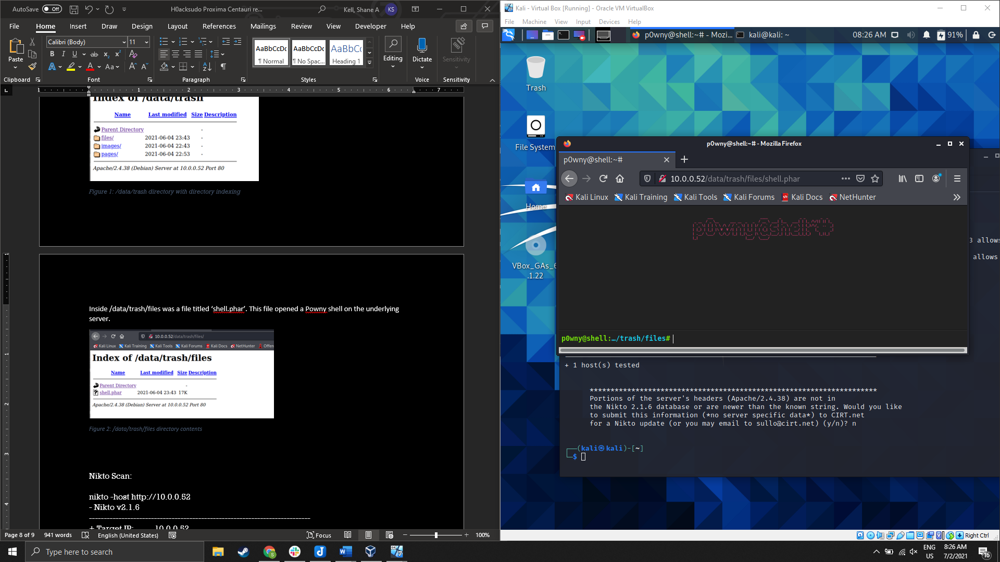 AutoSave Off H0acksudo Proxima Centauri re... Kell, Shane A KS
File Home Insert Draw Design Layout References Mailings Review View Developer Help
Calibri (Body) 11
Paste
AaBbCcDc AaBbCcDc AaBbCc
¶ Normal ¶ No Spac... Heading 1
Editing Dictate Sensitivity
Clipboard Font Paragraph Styles Voice Sensitivity
1 1 2 3 4 5 6 7
Index of /data/trash
Name Last modified Size Description
Parent Directory -
files/ 2021-06-04 23:43 -
images/ 2021-06-04 22:43 -
pages/ 2021-06-04 22:53 -
Apache/2.4.38 (Debian) Server at 10.0.0.52 Port 80
Figure 1: /data/trash directory with directory indexing
Inside /data/trash/files was a file titled ‘shell.phar’. This file opened a Powny shell on the underlying
server.
10.0.0.52/data/trash/files/
Kali Linux Kali Training Kali Tools Kali Forums Kali Docs NetHunter Offen
Index of /data/trash/files
Name Last modified Size Description
Parent Directory -
shell.phar 2021-06-04 23:43 17K
Apache/2.4.38 (Debian) Server at 10.0.0.52 Port 80
Figure 2: /data/trash/files directory contents
Nikto Scan:
nikto -host http://10.0.0.52
- Nikto v2.1.6
---------------------------------------------------------------------------
+ Target IP: 10.0.0.52
Page 8 of 9 941 words English (United States) Focus 100%
Kali - Virtual Box [Running] - Oracle VM VirtualBox
File Machine View Input Devices Help
p0wny@shell:~# - Mozi... kali@kali: ~ 08:26 AM 91%
Trash
File System
Home
VBox_GAs_6
.1.22
p0wny@shell:~# - Mozilla Firefox
p0wny@shell:~#
10.0.0.52/data/trash/files/shell.phar
Kali Linux Kali Training Kali Tools Kali Forums Kali Docs NetHunter
p0wny@shell:~#
3 allows
allows
p0wny@shell:…/trash/files#
+ 1 host(s) tested
*********************************************************************
Portions of the server's headers (Apache/2.4.38) are not in
the Nikto 2.1.6 database or are newer than the known string. Would you like
to submit this information (*no server specific data*) to CIRT.net
for a Nikto update (or you may email to sullo@cirt.net) (y/n)? n
┌──(kali㉿kali)-[~]
└─$
Right Ctrl
Type here to search
ENG
US
8:26 AM
7/2/2021
16